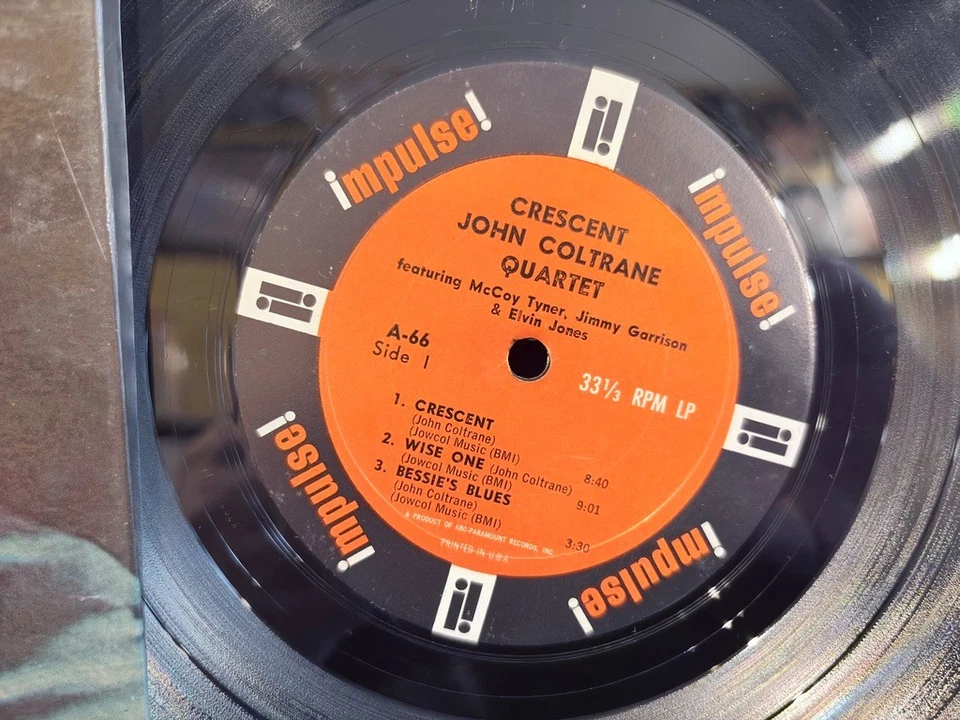 impulse!
i!
impulse!
i!
CRESCENT
JOHN COLTRANE
QUARTET
featuring McCoy Tyner, Jimmy Garrison
& Elvin Jones
A-66
Side 1
33⅓ RPM LP
1. CRESCENT
(John Coltrane)
(Jowcol Music (BMI) 8:40
2. WISE ONE (John Coltrane)
(Jowcol Music (BMI) 9:01
3. BESSIE'S BLUES
(John Coltrane)
(Jowcol Music (BMI) 3:30
A PRODUCT OF ABC-PARAMOUNT RECORDS, INC.
PRINTED IN U.S.A.
i!
impulse!
impulse!
i!